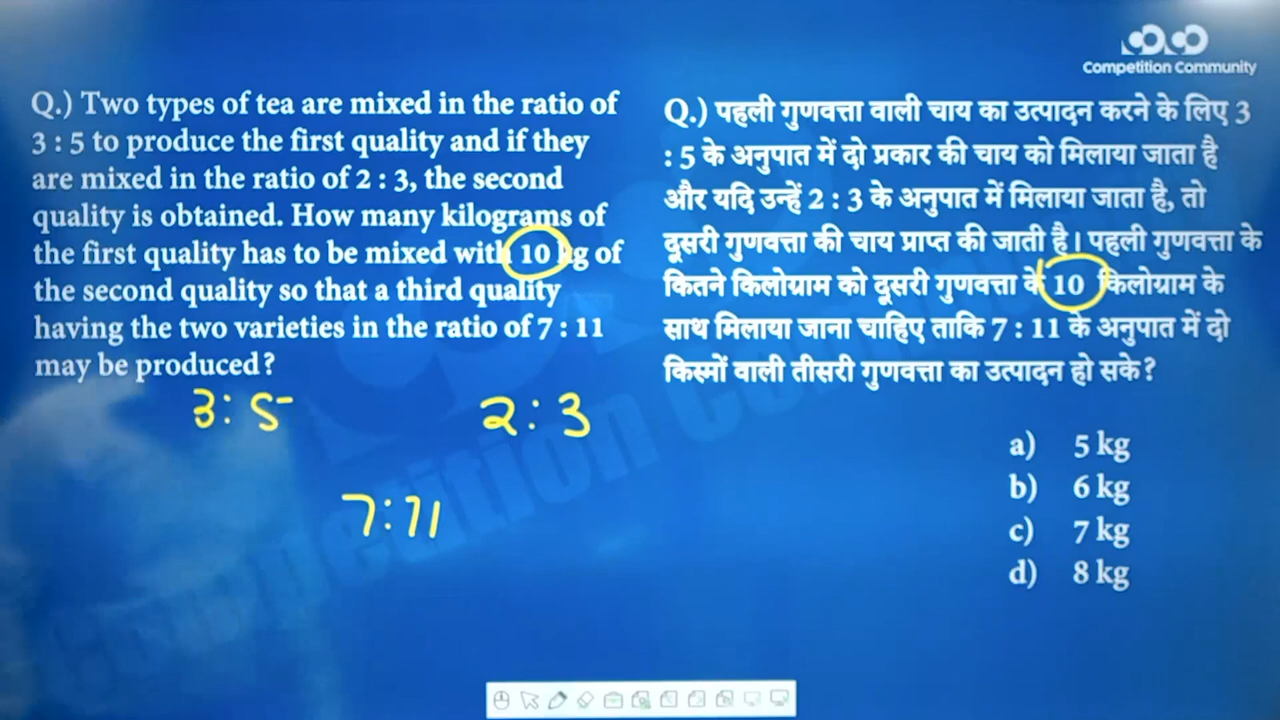 Competition Community
Q.) Two types of tea are mixed in the ratio of
3 : 5 to produce the first quality and if they
are mixed in the ratio of 2 : 3, the second
quality is obtained. How many kilograms of
the first quality has to be mixed with 10 kg of
the second quality so that a third quality
having the two varieties in the ratio of 7 : 11
may be produced?
Q.) पहली गुणवत्ता वाली चाय का उत्पादन करने के लिए 3
: 5 के अनुपात में दो प्रकार की चाय को मिलाया जाता है
और यदि उन्हें 2 : 3 के अनुपात में मिलाया जाता है, तो
दूसरी गुणवत्ता की चाय प्राप्त की जाती है। पहली गुणवत्ता के
कितने किलोग्राम को दूसरी गुणवत्ता के 10 किलोग्राम के
साथ मिलाया जाना चाहिए ताकि 7 : 11 के अनुपात में दो
किस्मों वाली तीसरी गुणवत्ता का उत्पादन हो सके?
3 : 5
2 : 3
7 : 11
a) 5 kg
b) 6 kg
c) 7 kg
d) 8 kg